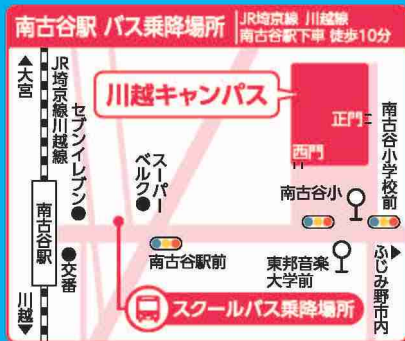 南古谷駅 バス乗降場所
JR埼京線 川越線
南古谷駅下車 徒歩10分
▲大宮
JR埼京線川越線
セブンイレブン
スーパー
ベルク
川越キャンパス
正門
西門
南古谷小学校前
南古谷小
南古谷駅
交番
南古谷駅前
東邦音楽
大学前
ふじみ野市内▶
川越▼
スクールバス乗降場所